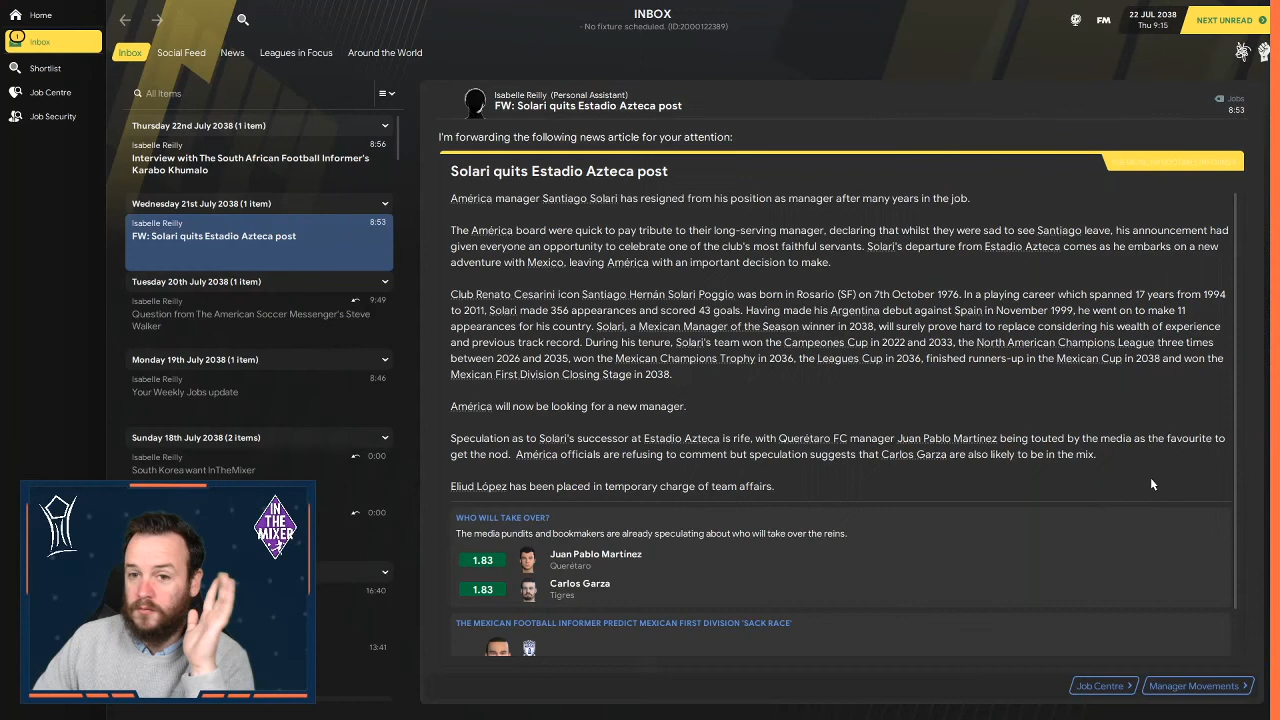 Home
Inbox
Shortlist
Job Centre
Job Security
INBOX
- No fixture scheduled. (ID:2000122389)
FM
22 JUL 2038
Thu 9:15
NEXT UNREAD
Inbox
Social Feed
News
Leagues in Focus
Around the World
All Items
Thursday 22nd July 2038 (1 item)
Isabelle Reilly
8:56
Interview with The South African Football Informer's
Karabo Khumalo
Wednesday 21st July 2038 (1 item)
Isabelle Reilly
8:53
FW: Solari quits Estadio Azteca post
Tuesday 20th July 2038 (1 item)
Isabelle Reilly
9:49
Question from The American Soccer Messenger's Steve
Walker
Monday 19th July 2038 (1 item)
Isabelle Reilly
8:46
Your Weekly Jobs update
Sunday 18th July 2038 (2 items)
Isabelle Reilly
0:00
South Korea want InTheMixer
0:00
16:40
13:41
IN
THE
MIXER
Isabelle Reilly (Personal Assistant)
FW: Solari quits Estadio Azteca post
Jobs
8:53
I'm forwarding the following news article for your attention:
Solari quits Estadio Azteca post
América manager Santiago Solari has resigned from his position as manager after many years in the job.
The América board were quick to pay tribute to their long-serving manager, declaring that whilst they were sad to see Santiago leave, his announcement had
given everyone an opportunity to celebrate one of the club's most faithful servants. Solari's departure from Estadio Azteca comes as he embarks on a new
adventure with Mexico, leaving América with an important decision to make.
Club Renato Cesarini icon Santiago Hernán Solari Poggio was born in Rosario (SF) on 7th October 1976. In a playing career which spanned 17 years from 1994
to 2011, Solari made 356 appearances and scored 43 goals. Having made his Argentina debut against Spain in November 1999, he went on to make 11
appearances for his country. Solari, a Mexican Manager of the Season winner in 2038, will surely prove hard to replace considering his wealth of experience
and previous track record. During his tenure, Solari's team won the Campeones Cup in 2022 and 2033, the North American Champions League three times
between 2026 and 2035, won the Mexican Champions Trophy in 2036, the Leagues Cup in 2036, finished runners-up in the Mexican Cup in 2038 and won the
Mexican First Division Closing Stage in 2038.
América will now be looking for a new manager.
Speculation as to Solari's successor at Estadio Azteca is rife, with Querétaro FC manager Juan Pablo Martínez being touted by the media as the favourite to
get the nod. América officials are refusing to comment but speculation suggests that Carlos Garza are also likely to be in the mix.
Eliud López has been placed in temporary charge of team affairs.
WHO WILL TAKE OVER?
The media pundits and bookmakers are already speculating about who will take over the reins.
1.83
Juan Pablo Martínez
Querétaro
1.83
Carlos Garza
Tigres
THE MEXICAN FOOTBALL INFORMER PREDICT MEXICAN FIRST DIVISION 'SACK RACE'
Job Centre
Manager Movements